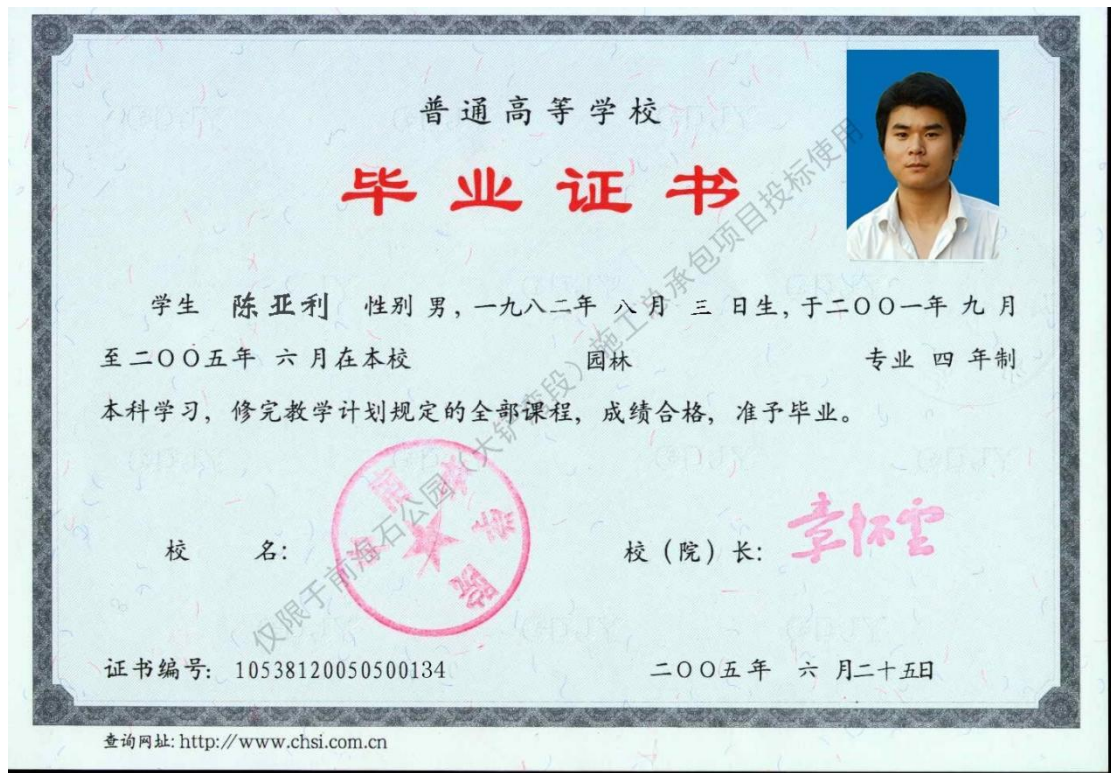 普通高等学校
毕业证书
学生 陈亚利 性别 男，一九八二年 八月 三 日生，于二〇〇一年 九 月
至二〇〇五年 六 月在本校 园林 专业 四 年制
本科学习，修完教学计划规定的全部课程，成绩合格，准予毕业。
校 名：
校（院）长： 章怀云
证书编号：10538120050500134
二〇〇五年 六 月二十五日
查询网址：http://www.chsi.com.cn
仅限于前海石公园（大铲湾段）施工总承包项目投标使用